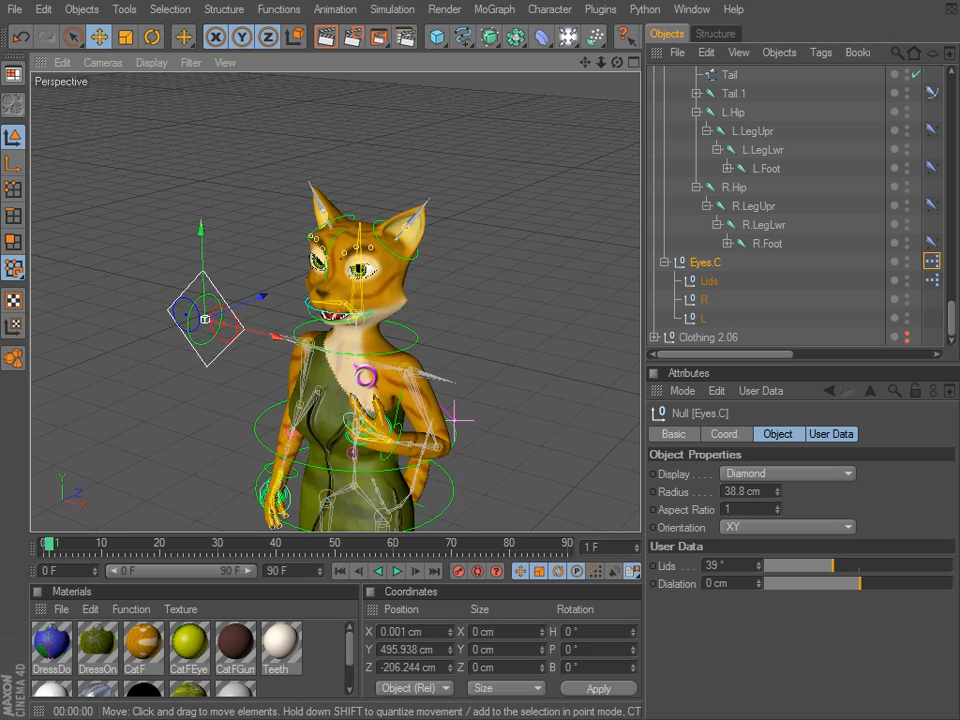 File Edit Objects Tools Selection Structure Functions Animation Simulation Render MoGraph Character Plugins Python Window Help
X Y Z
Objects Structure
Edit Cameras Display Filter View
File Edit View Objects Tags Bookı
Perspective
Tail
Tail.1
L.Hip
L.LegUpr
L.LegLwr
L.Foot
R.Hip
R.LegUpr
R.LegLwr
R.Foot
Eyes.C
Lids
R
L
Clothing 2.06
Attributes
Mode Edit User Data
Null [Eyes.C]
Basic Coord. Object User Data
Object Properties
Display . . . . Diamond
Radius . . . . 38.8 cm
Aspect Ratio 1
Orientation XY
User Data
Lids . . . 39 °
Dialation 0 cm
Y
Z
X
0 1 10 20 30 40 50 60 70 80 90 1 F
0 F 0 F 90 F 90 F
Materials
File Edit Function Texture
DressDo DressOn CatF CatFEye CatFGun Teeth
Coordinates
Position Size Rotation
X 0.001 cm X 0 cm H 0 °
Y 495.938 cm Y 0 cm P 0 °
Z -206.244 cm Z 0 cm B 0 °
Object (Rel) Size Apply
MAXON
CINEMA 4D
00:00:00 Move: Click and drag to move elements. Hold down SHIFT to quantize movement / add to the selection in point mode, CT